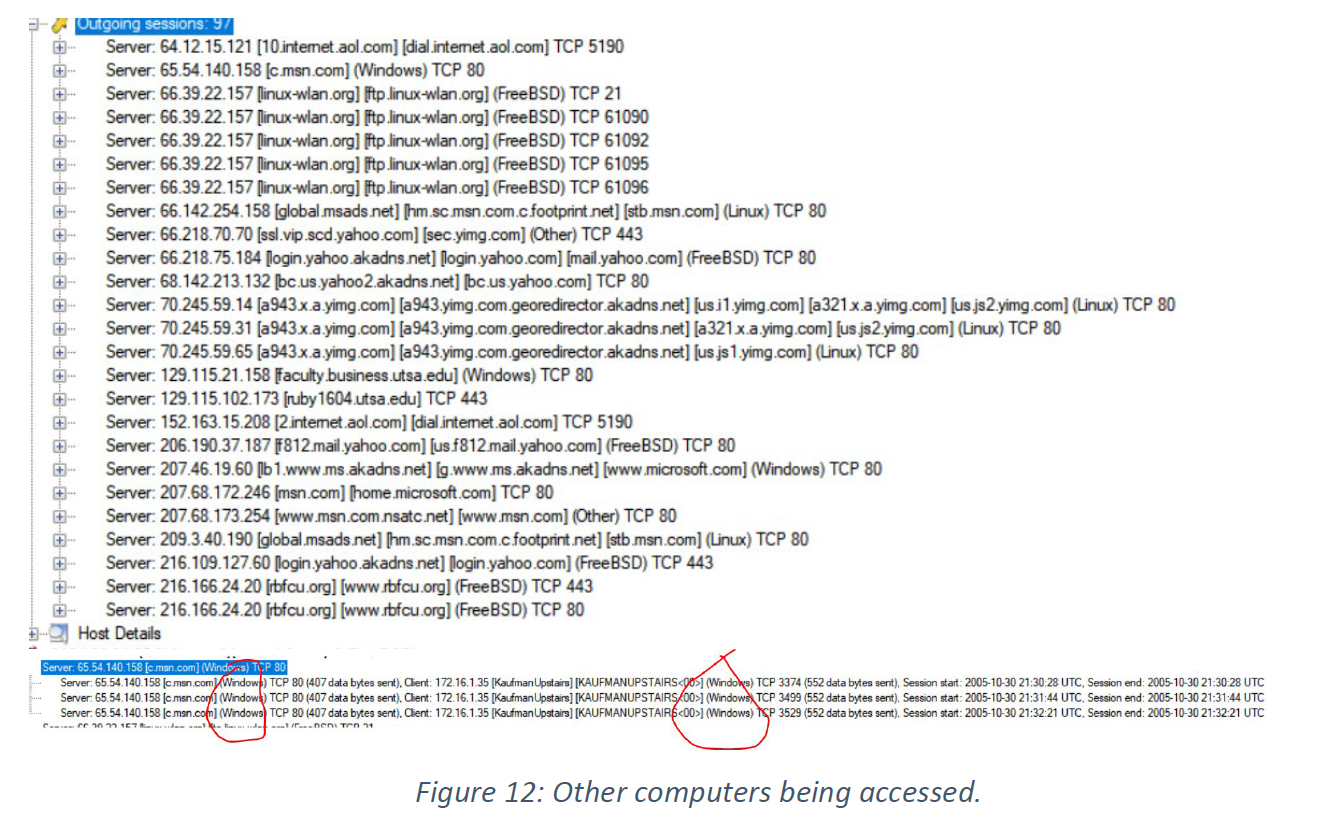 Outgoing sessions: 97
Server: 64.12.15.121 [10.internet.aol.com] [dial.internet.aol.com] TCP 5190
Server: 65.54.140.158 [c.msn.com] (Windows) TCP 80
Server: 66.39.22.157 [linux-wlan.org] [ftp.linux-wlan.org] (FreeBSD) TCP 21
Server: 66.39.22.157 [linux-wlan.org] [ftp.linux-wlan.org] (FreeBSD) TCP 61090
Server: 66.39.22.157 [linux-wlan.org] [ftp.linux-wlan.org] (FreeBSD) TCP 61092
Server: 66.39.22.157 [linux-wlan.org] [ftp.linux-wlan.org] (FreeBSD) TCP 61095
Server: 66.39.22.157 [linux-wlan.org] [ftp.linux-wlan.org] (FreeBSD) TCP 61096
Server: 66.142.254.158 [global.msads.net] [hm.sc.msn.com.c.footprint.net] [stb.msn.com] (Linux) TCP 80
Server: 66.218.70.70 [ssl.vip.scd.yahoo.com] [sec.yimg.com] (Other) TCP 443
Server: 66.218.75.184 [login.yahoo.akadns.net] [login.yahoo.com] [mail.yahoo.com] (FreeBSD) TCP 80
Server: 68.142.213.132 [bc.us.yahoo2.akadns.net] [bc.us.yahoo.com] TCP 80
Server: 70.245.59.14 [a943.x.a.yimg.com] [a943.yimg.com.georedirector.akadns.net] [us.i1.yimg.com] [a321.x.a.yimg.com] [us.js2.yimg.com] (Linux) TCP 80
Server: 70.245.59.31 [a943.x.a.yimg.com] [a943.yimg.com.georedirector.akadns.net] [a321.x.a.yimg.com] [us.js2.yimg.com] (Linux) TCP 80
Server: 70.245.59.65 [a943.x.a.yimg.com] [a943.yimg.com.georedirector.akadns.net] [us.js1.yimg.com] (Linux) TCP 80
Server: 129.115.21.158 [faculty.business.utsa.edu] (Windows) TCP 80
Server: 129.115.102.173 [ruby1604.utsa.edu] TCP 443
Server: 152.163.15.208 [2.internet.aol.com] [dial.internet.aol.com] TCP 5190
Server: 206.190.37.187 [f812.mail.yahoo.com] [us.f812.mail.yahoo.com] (FreeBSD) TCP 80
Server: 207.46.19.60 [lb1.www.ms.akadns.net] [g.www.ms.akadns.net] [www.microsoft.com] (Windows) TCP 80
Server: 207.68.172.246 [msn.com] [home.microsoft.com] TCP 80
Server: 207.68.173.254 [www.msn.com.nsatc.net] [www.msn.com] (Other) TCP 80
Server: 209.3.40.190 [global.msads.net] [hm.sc.msn.com.c.footprint.net] [stb.msn.com] (Linux) TCP 80
Server: 216.109.127.60 [login.yahoo.akadns.net] [login.yahoo.com] (FreeBSD) TCP 443
Server: 216.166.24.20 [rbfcu.org] [www.rbfcu.org] (FreeBSD) TCP 443
Server: 216.166.24.20 [rbfcu.org] [www.rbfcu.org] (FreeBSD) TCP 80
Host Details
Server: 65.54.140.158 [c.msn.com] (Windows) TCP 80
Server: 65.54.140.158 [c.msn.com] (Windows) TCP 80 (407 data bytes sent), Client: 172.16.1.35 [KaufmanUpstairs] [KAUFMANUPSTAIRS<00>] (Windows) TCP 3374 (552 data bytes sent), Session start: 2005-10-30 21:30:28 UTC, Session end: 2005-10-30 21:30:28 UTC
Server: 65.54.140.158 [c.msn.com] (Windows) TCP 80 (407 data bytes sent), Client: 172.16.1.35 [KaufmanUpstairs] [KAUFMANUPSTAIRS<00>] (Windows) TCP 3499 (552 data bytes sent), Session start: 2005-10-30 21:31:44 UTC, Session end: 2005-10-30 21:31:44 UTC
Server: 65.54.140.158 [c.msn.com] (Windows) TCP 80 (407 data bytes sent), Client: 172.16.1.35 [KaufmanUpstairs] [KAUFMANUPSTAIRS<00>] (Windows) TCP 3529 (552 data bytes sent), Session start: 2005-10-30 21:32:21 UTC, Session end: 2005-10-30 21:32:21 UTC
Figure 12: Other computers being accessed.